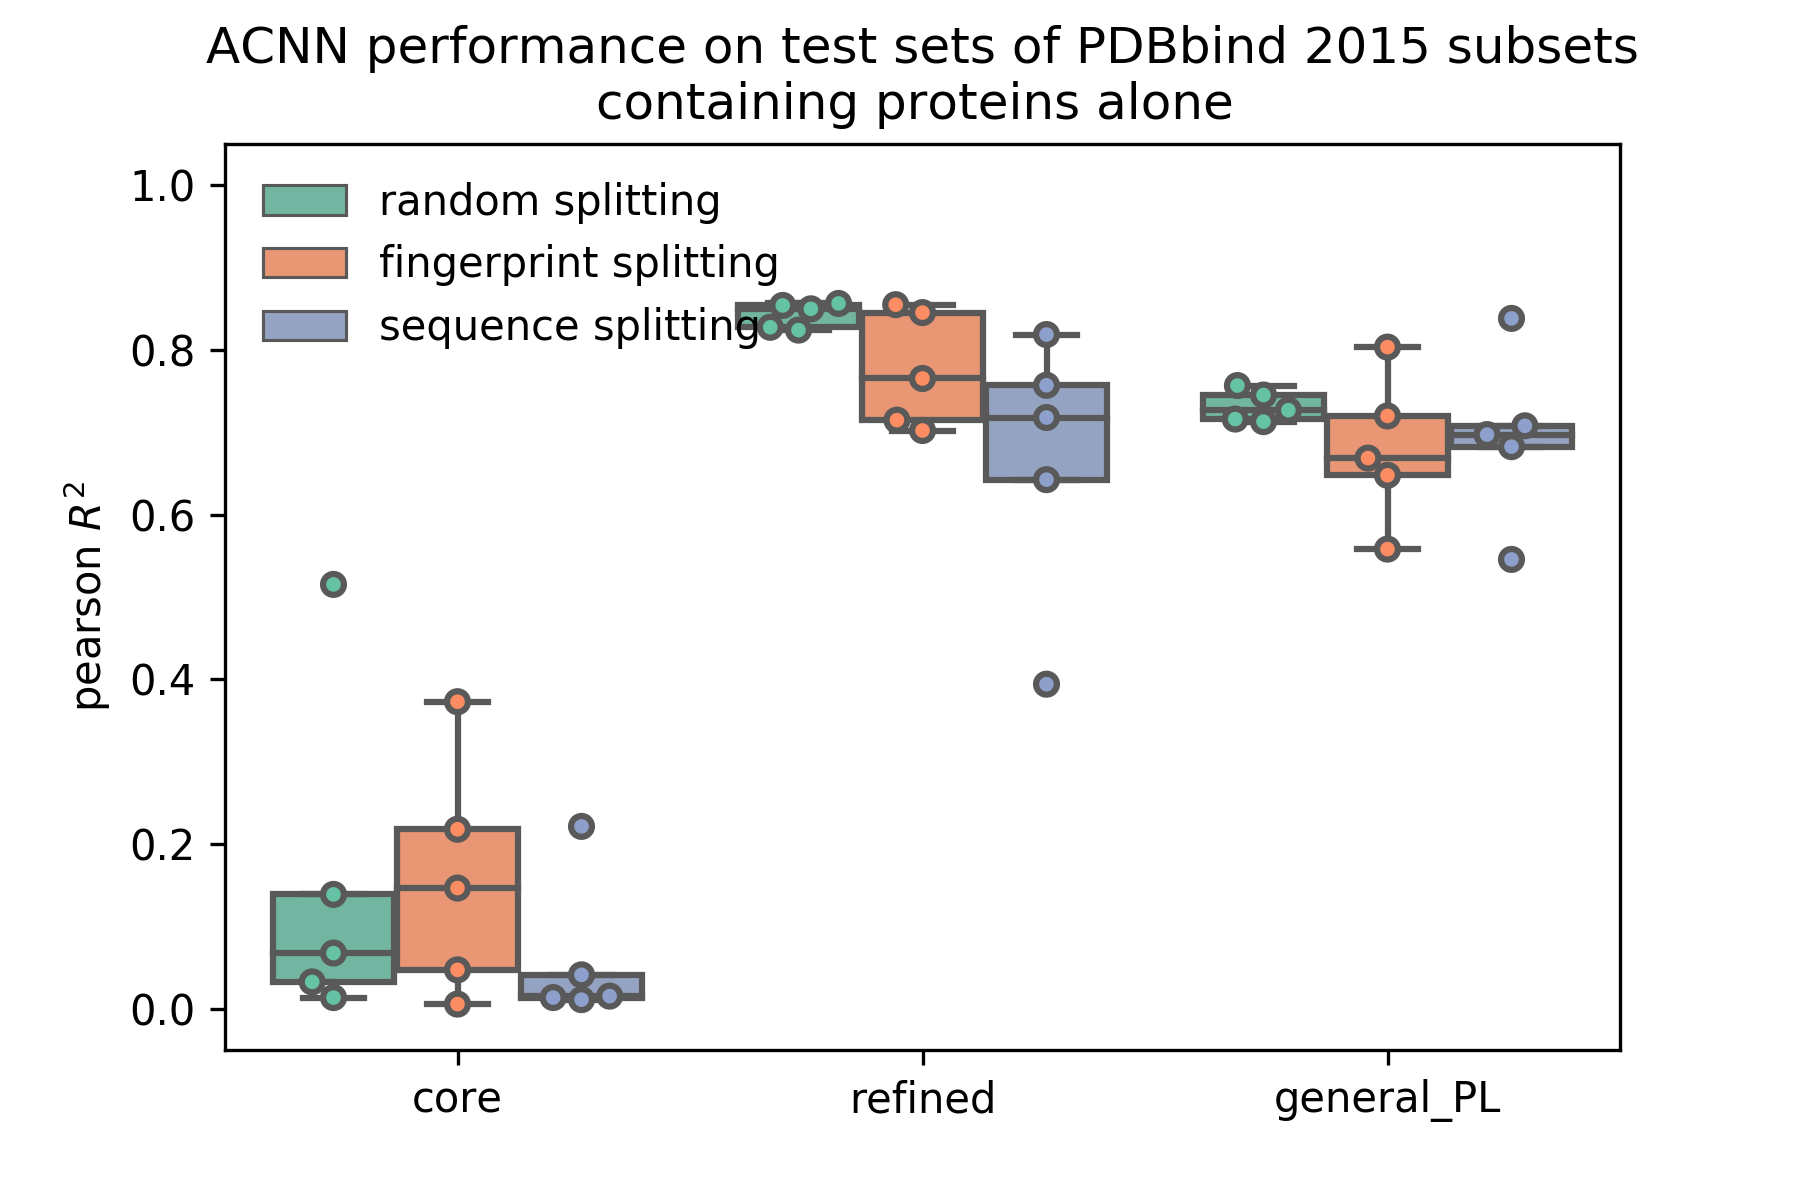 ACNN performance on test sets of PDBbind 2015 subsets
containing proteins alone
random splitting
fingerprint splitting
sequence splitting
pearson R²
1.0
0.8
0.6
0.4
0.2
0.0
core
refined
general_PL